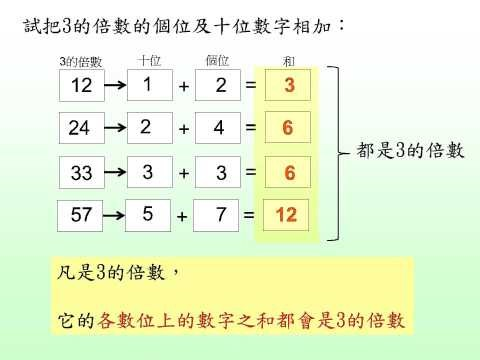 試把3的倍數的個位及十位數字相加：
3的倍數 十位 個位 和
12 → 1 + 2 = 3
24 → 2 + 4 = 6
33 → 3 + 3 = 6
57 → 5 + 7 = 12
都是3的倍數
凡是3的倍數，
它的各數位上的數字之和都會是3的倍數